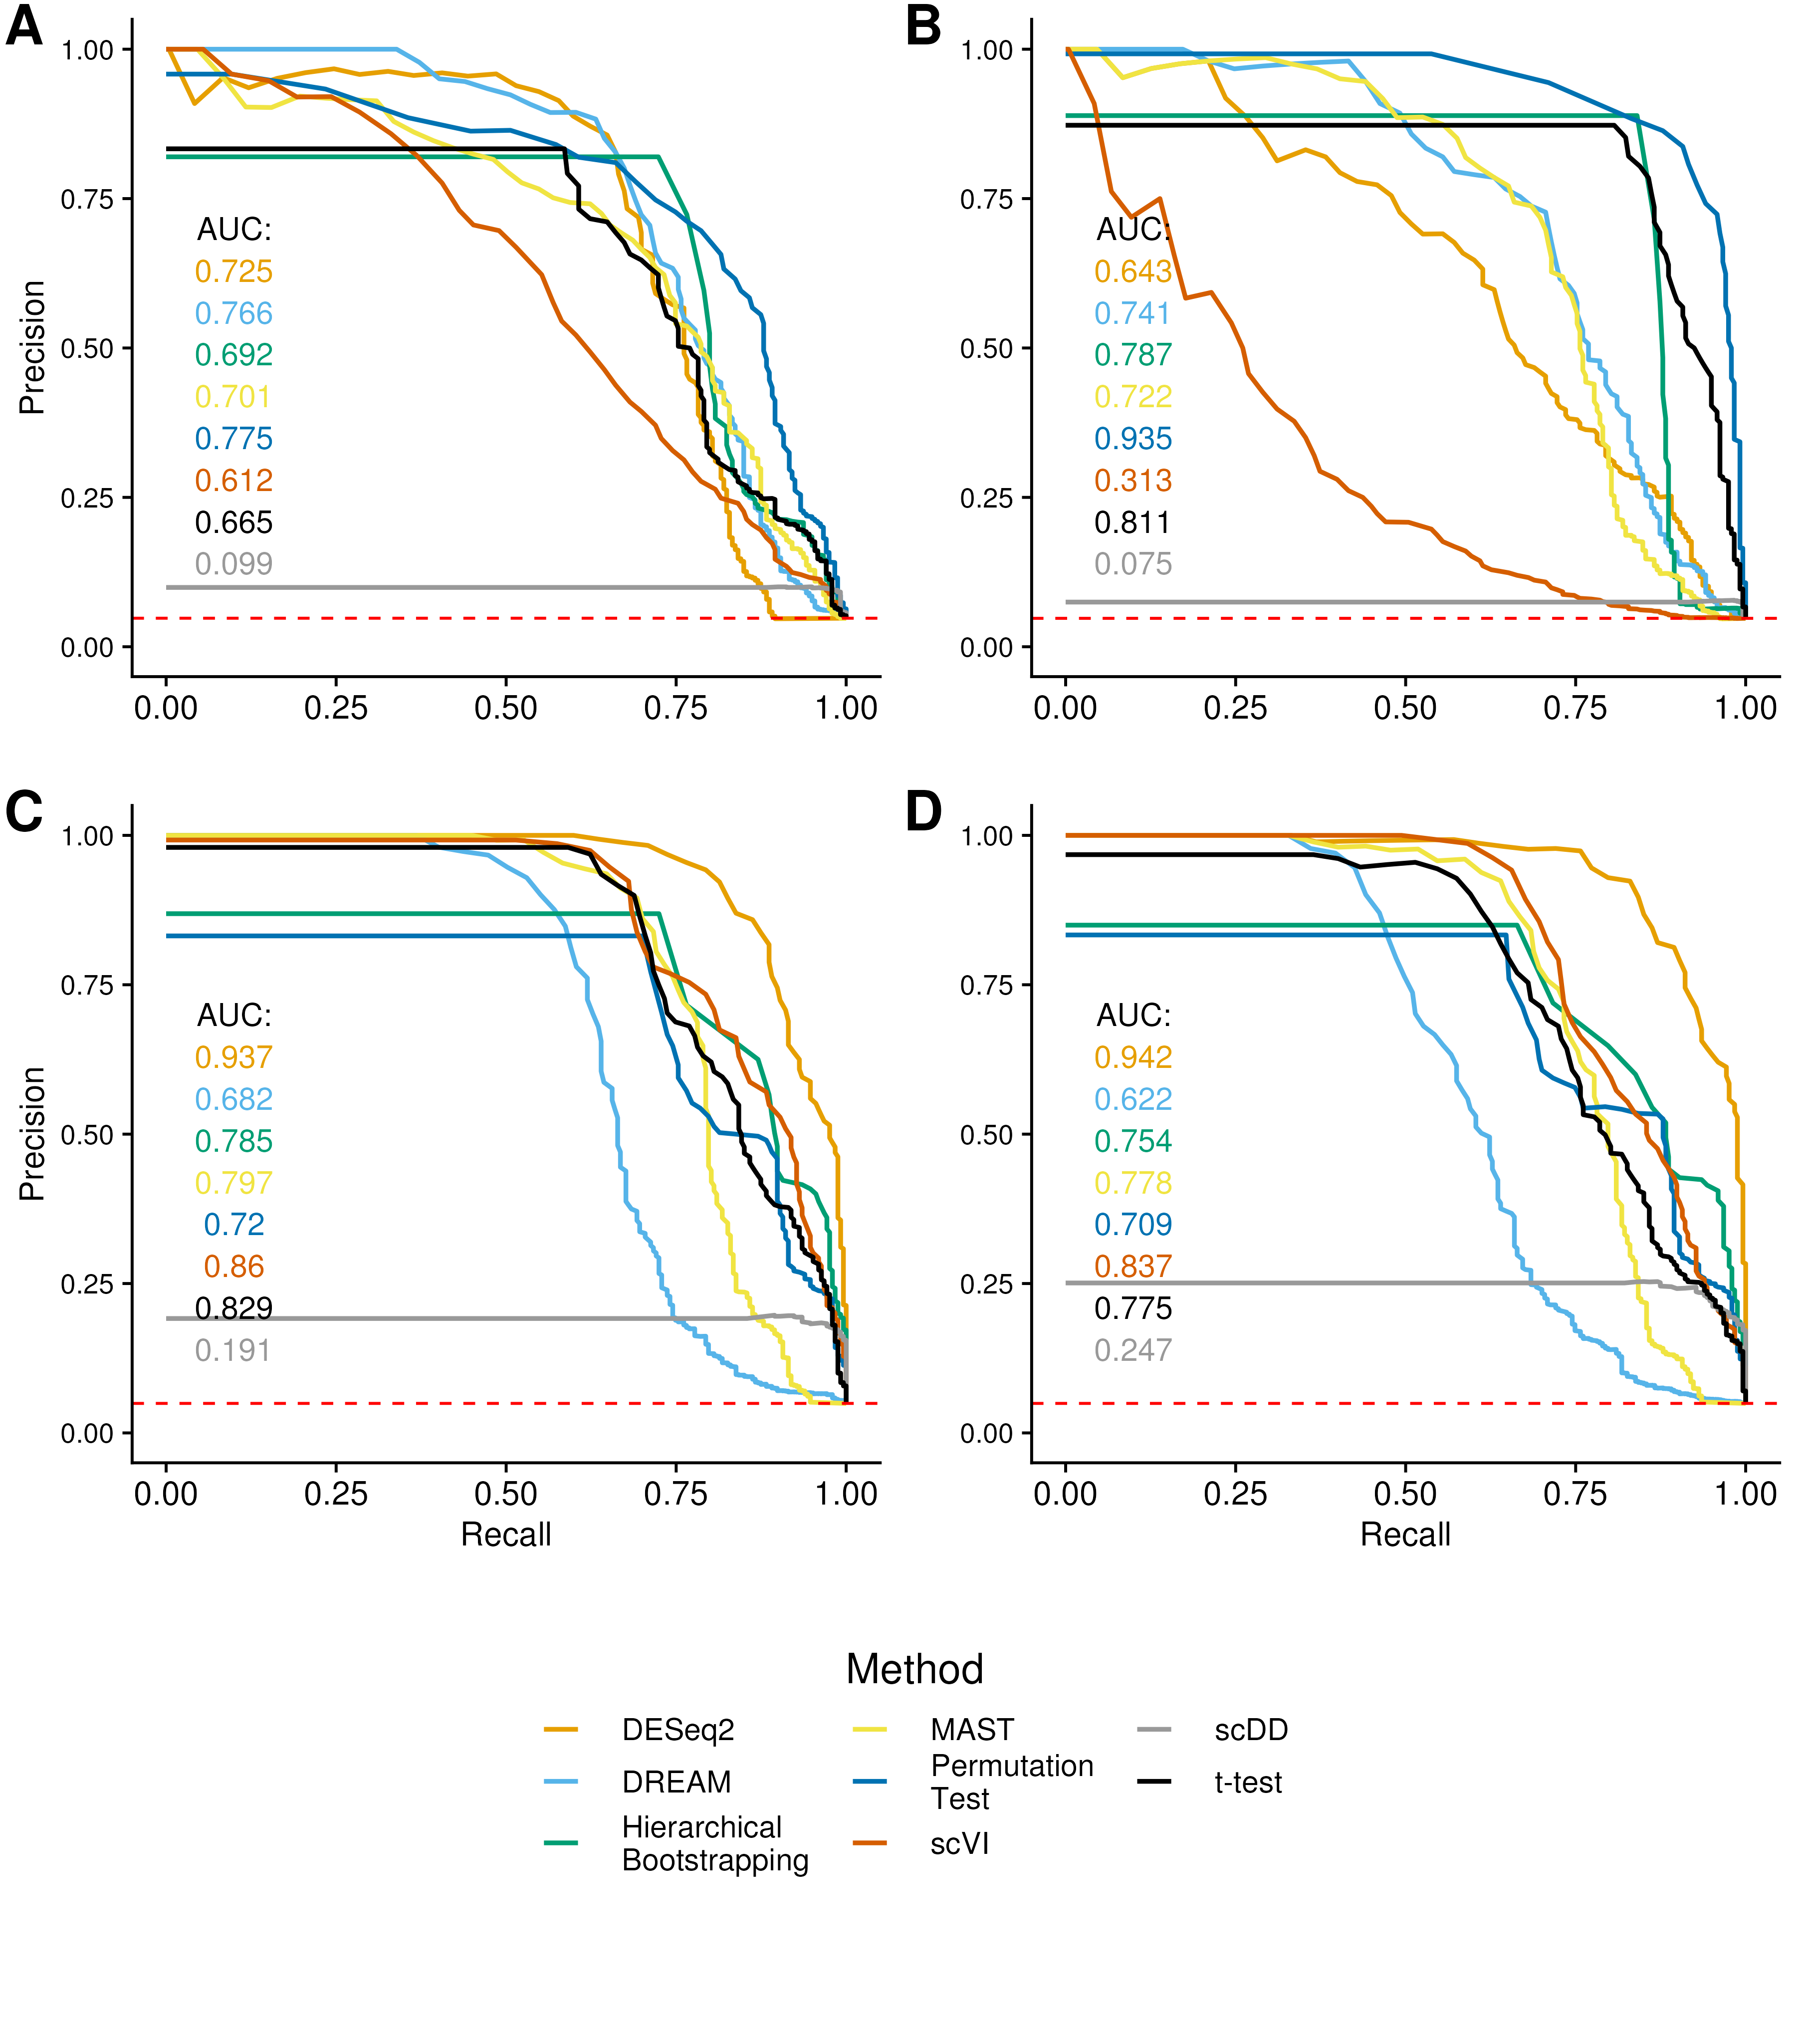 A
1.00
0.75
0.50
0.25
0.00
Precision
AUC:
0.725
0.766
0.692
0.701
0.775
0.612
0.665
0.099
0.00 0.25 0.50 0.75 1.00
B
1.00
0.75
0.50
0.25
0.00
AUC:
0.643
0.741
0.787
0.722
0.935
0.313
0.811
0.075
0.00 0.25 0.50 0.75 1.00
C
1.00
0.75
0.50
0.25
0.00
Precision
AUC:
0.937
0.682
0.785
0.797
0.72
0.86
0.829
0.191
0.00 0.25 0.50 0.75 1.00
Recall
D
1.00
0.75
0.50
0.25
0.00
AUC:
0.942
0.622
0.754
0.778
0.709
0.837
0.775
0.247
0.00 0.25 0.50 0.75 1.00
Recall
Method
DESeq2
DREAM
Hierarchical
Bootstrapping
MAST
Permutation
Test
scVI
scDD
t-test